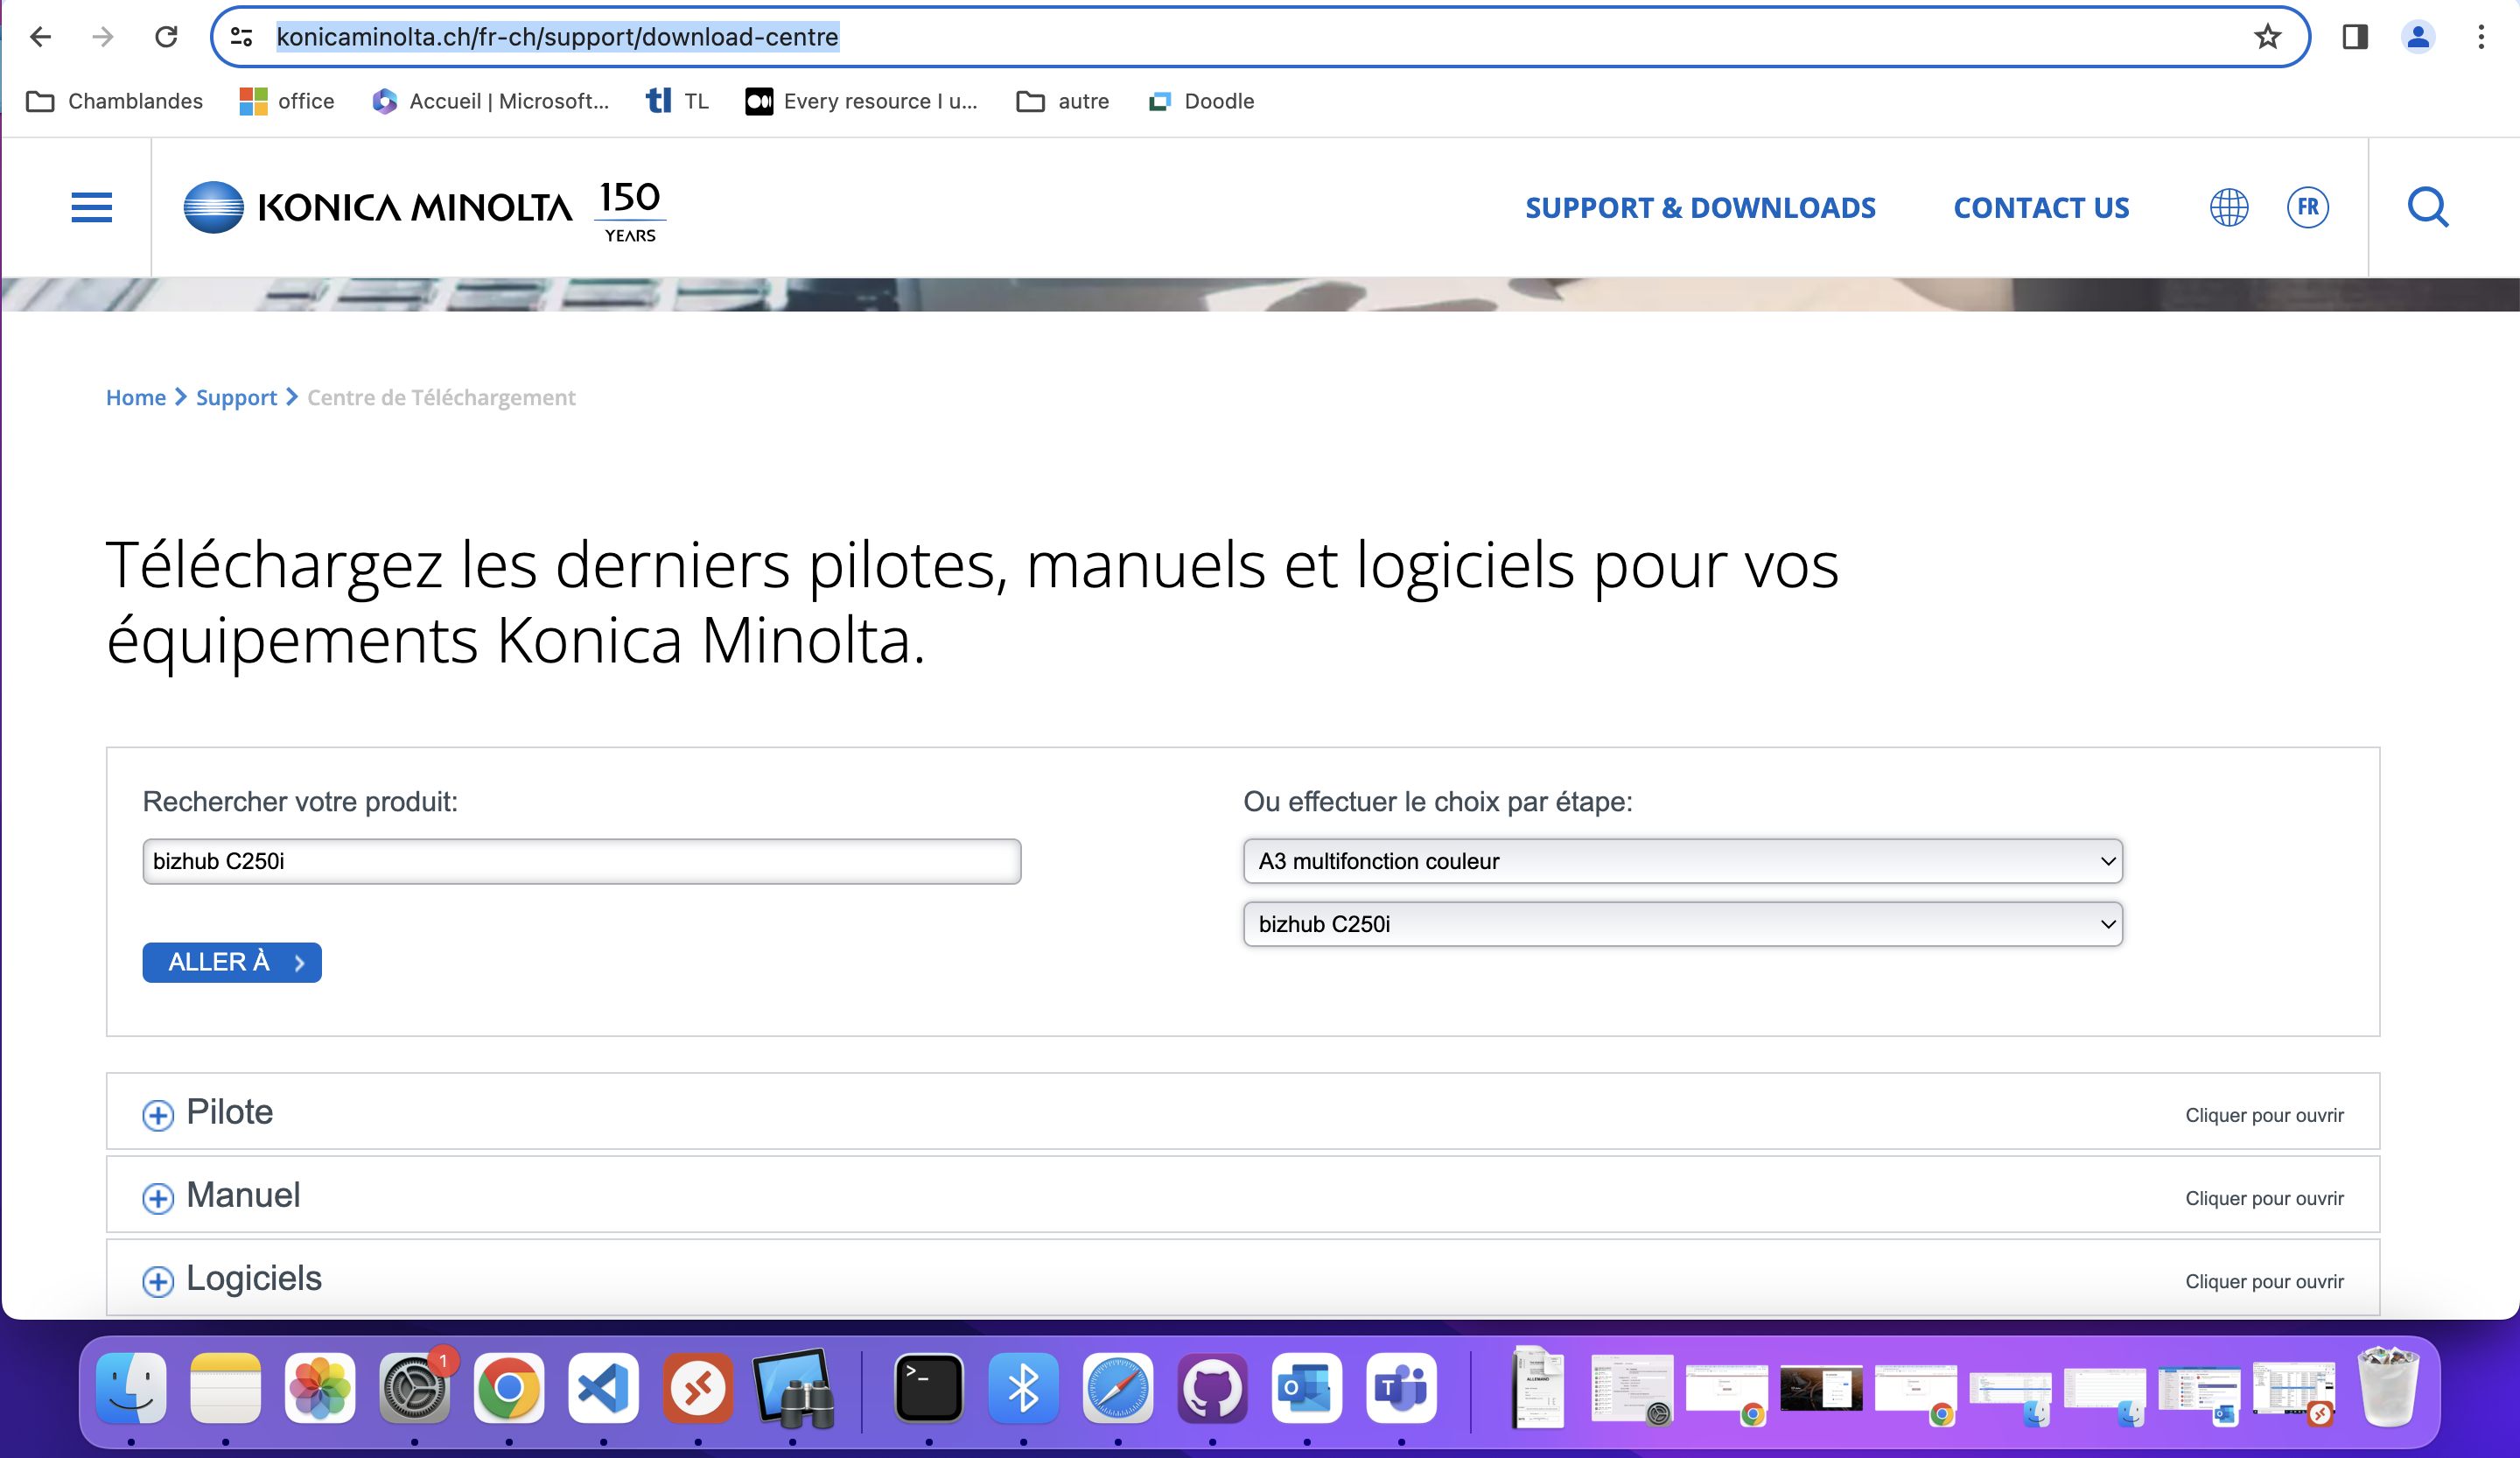 konicaminolta.ch/fr-ch/support/download-centre
Chamblandes
office
Accueil | Microsoft...
tl TL
Every resource I u...
autre
Doodle
KONICA MINOLTA
150
YEARS
SUPPORT & DOWNLOADS
CONTACT US
FR
Home > Support > Centre de Téléchargement
Téléchargez les derniers pilotes, manuels et logiciels pour vos
équipements Konica Minolta.
Rechercher votre produit:
Ou effectuer le choix par étape:
bizhub C250i
A3 multifonction couleur
bizhub C250i
ALLER À
Pilote
Cliquer pour ouvrir
Manuel
Cliquer pour ouvrir
Logiciels
Cliquer pour ouvrir
1
ALLEMAND